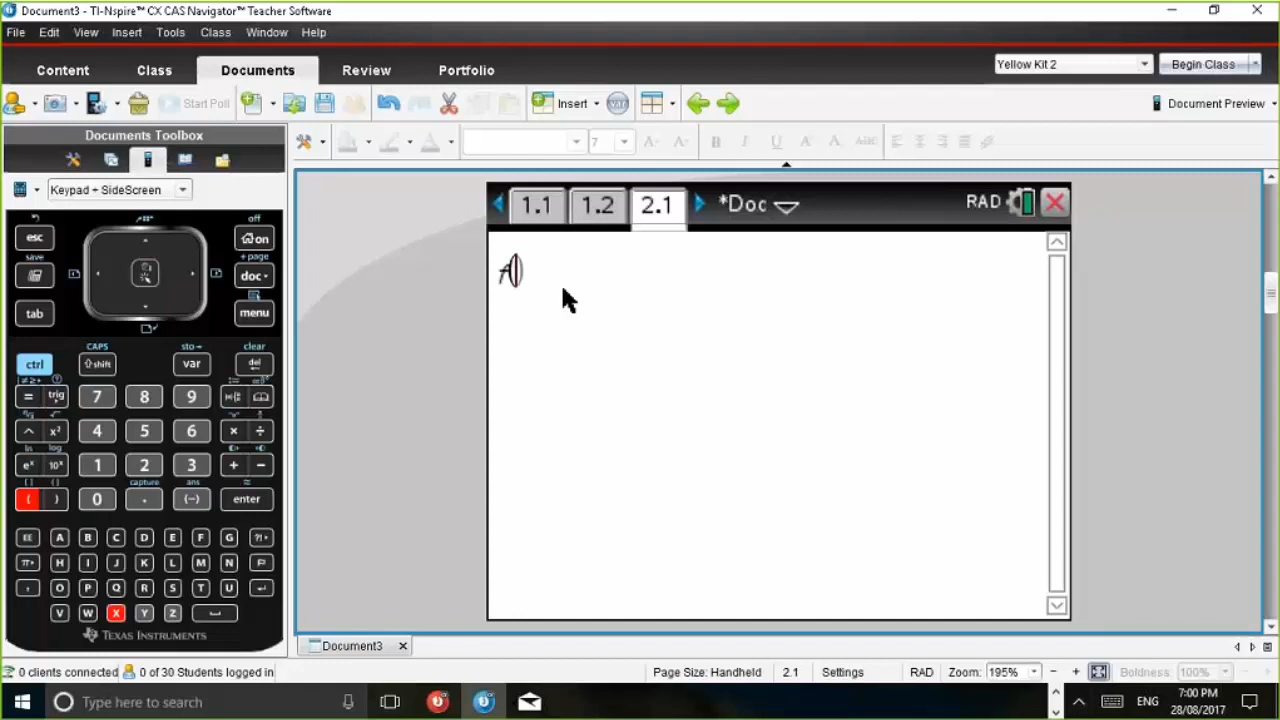 Document3 - TI-Nspire™ CX CAS Navigator™ Teacher Software
File Edit View Insert Tools Class Window Help
Content Class Documents Review Portfolio Yellow Kit 2 Begin Class
Start Poll Insert var Document Preview
Documents Toolbox
7 B I U A A ABC
Keypad + SideScreen
1.1 1.2 2.1 *Doc RAD
esc off on
save + page
doc
tab menu
CAPS sto→ clear
ctrl shift var del
= trig 7 8 9 × ÷
^ x² 4 5 6
ln log
eˣ 10ˣ 1 2 3 + −
capture ans
( ) 0 . (−) enter
EE A B C D E F G ?!
π H I J K L M N
, O P Q R S T U
V W X Y Z
TEXAS INSTRUMENTS
Document3
0 clients connected 0 of 30 Students logged in Page Size: Handheld 2.1 Settings RAD Zoom: 195% Boldness: 100%
Type here to search ENG 7:00 PM
28/08/2017